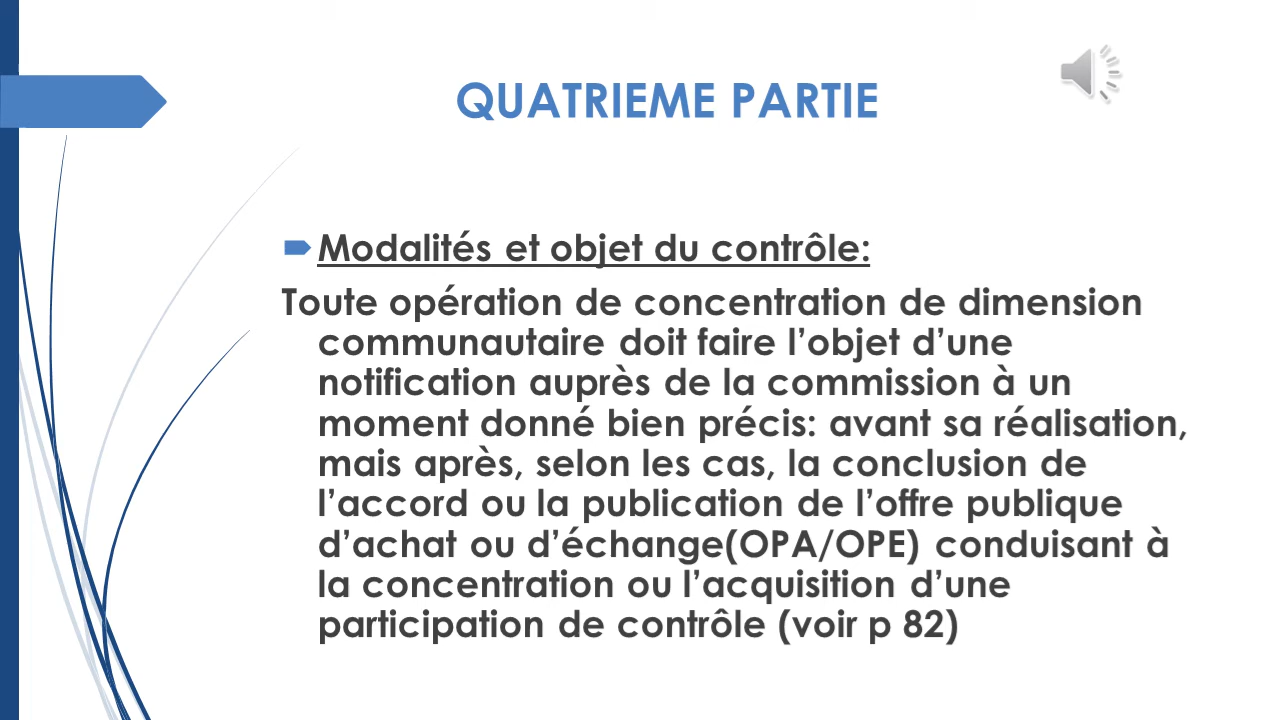 QUATRIEME PARTIE
Modalités et objet du contrôle:
Toute opération de concentration de dimension
communautaire doit faire l’objet d’une
notification auprès de la commission à un
moment donné bien précis: avant sa réalisation,
mais après, selon les cas, la conclusion de
l’accord ou la publication de l’offre publique
d’achat ou d’échange(OPA/OPE) conduisant à
la concentration ou l’acquisition d’une
participation de contrôle (voir p 82)